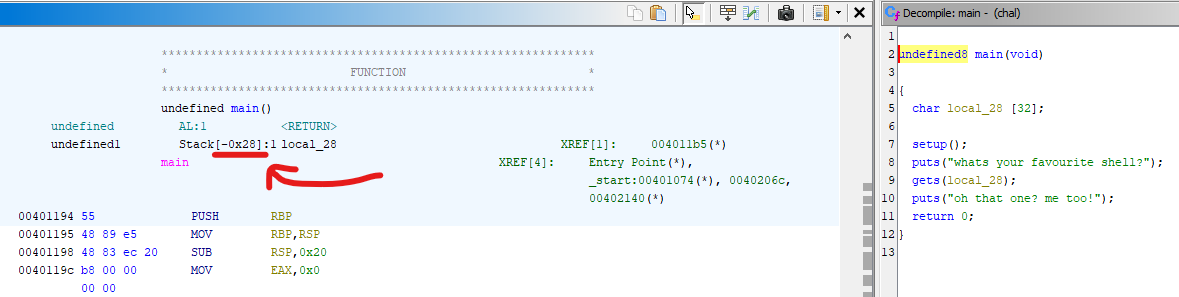 Decompile: main - (chal)
**************************************************************
* FUNCTION *
**************************************************************
undefined main()
undefined AL:1 <RETURN>
undefined1 Stack[-0x28]:1 local_28 XREF[1]: 004011b5(*)
main XREF[4]: Entry Point(*),
_start:00401074(*), 0040206c,
00402140(*)
00401194 55 PUSH RBP
00401195 48 89 e5 MOV RBP,RSP
00401198 48 83 ec 20 SUB RSP,0x20
0040119c b8 00 00 MOV EAX,0x0
00 00
1
2 undefined8 main(void)
3
4 {
5 char local_28 [32];
6
7 setup();
8 puts("whats your favourite shell?");
9 gets(local_28);
10 puts("oh that one? me too!");
11 return 0;
12 }
13